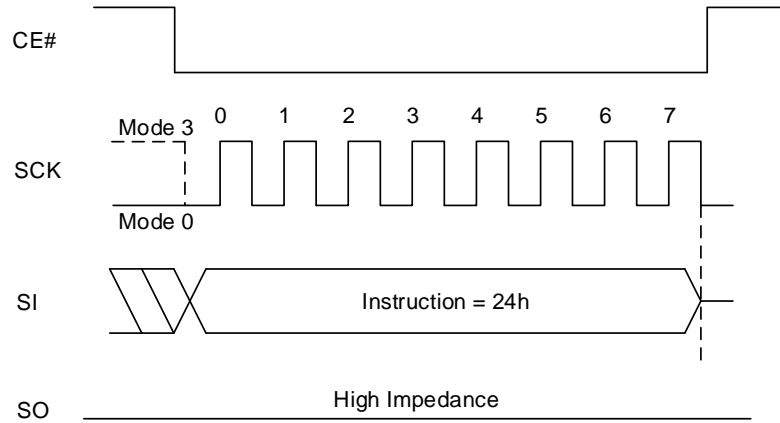 CE#
Mode 3
0 1 2 3 4 5 6 7
SCK
Mode 0
SI
Instruction = 24h
SO
High Impedance